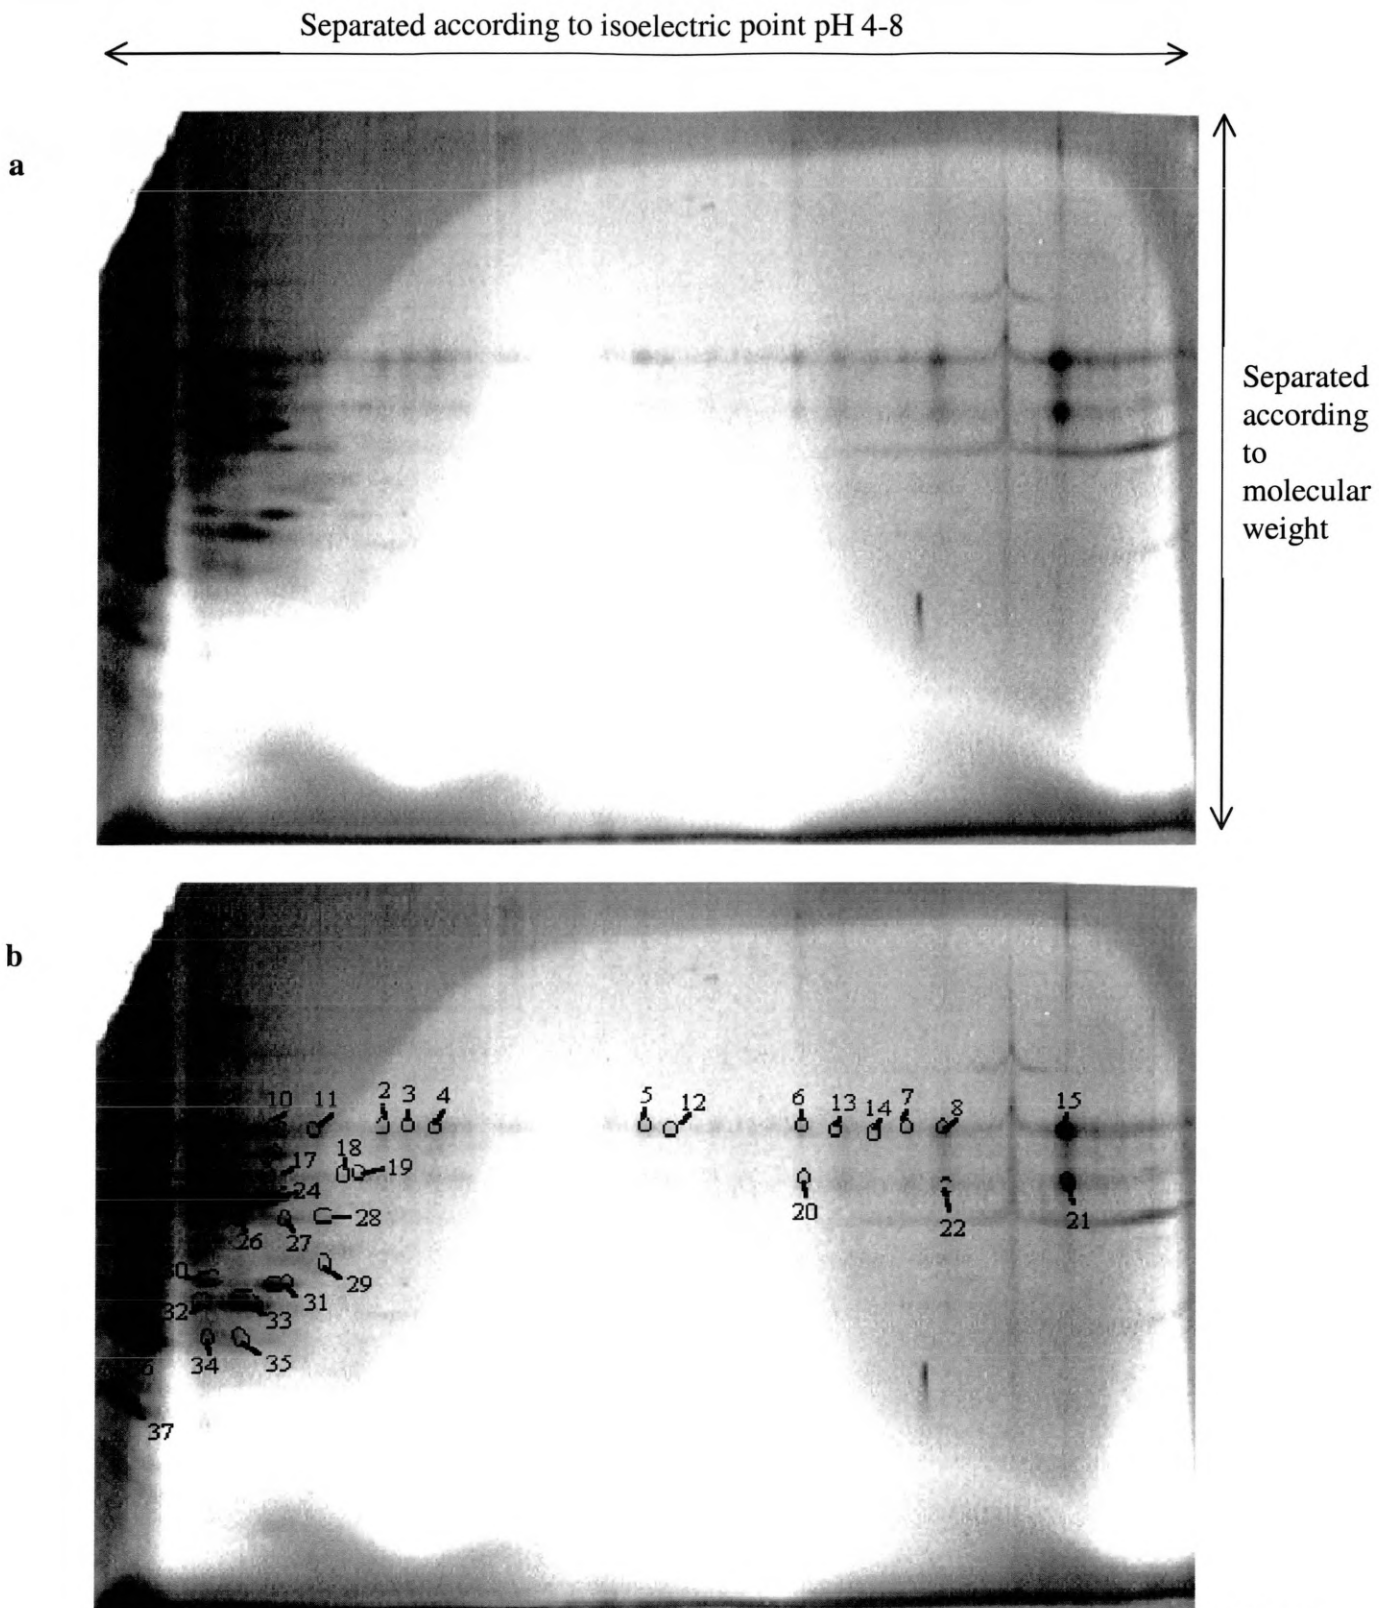 Separated according to isoelectric point pH 4-8
a
Separated
according
to
molecular
weight
b
10 11 2 3 4 5 12 6 13 14 7 8 15
17 18 19
24
20 22 21
26 27 28
29
31
32 33
34 35
37